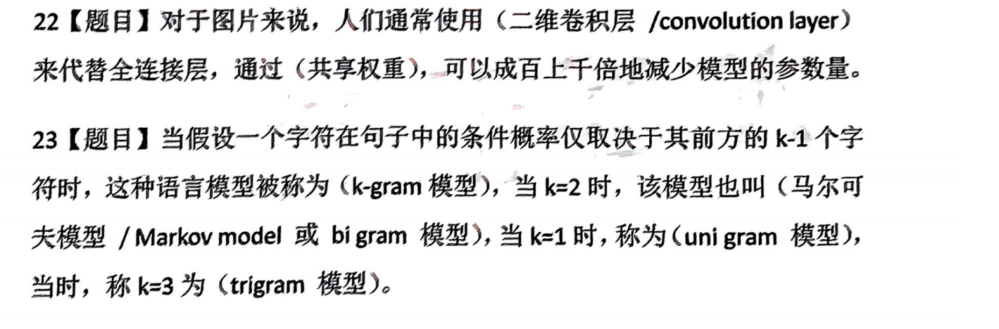 22【题目】对于图片来说，人们通常使用（二维卷积层 /convolution layer）
来代替全连接层，通过（共享权重），可以成百上千倍地减少模型的参数量。
23【题目】当假设一个字符在句子中的条件概率仅取决于其前方的 k-1 个字
符时，这种语言模型被称为（k-gram 模型），当 k=2 时，该模型也叫（马尔可
夫模型 / Markov model 或 bi gram 模型），当 k=1 时，称为（uni gram 模型），
当时，称 k=3 为（trigram 模型）。